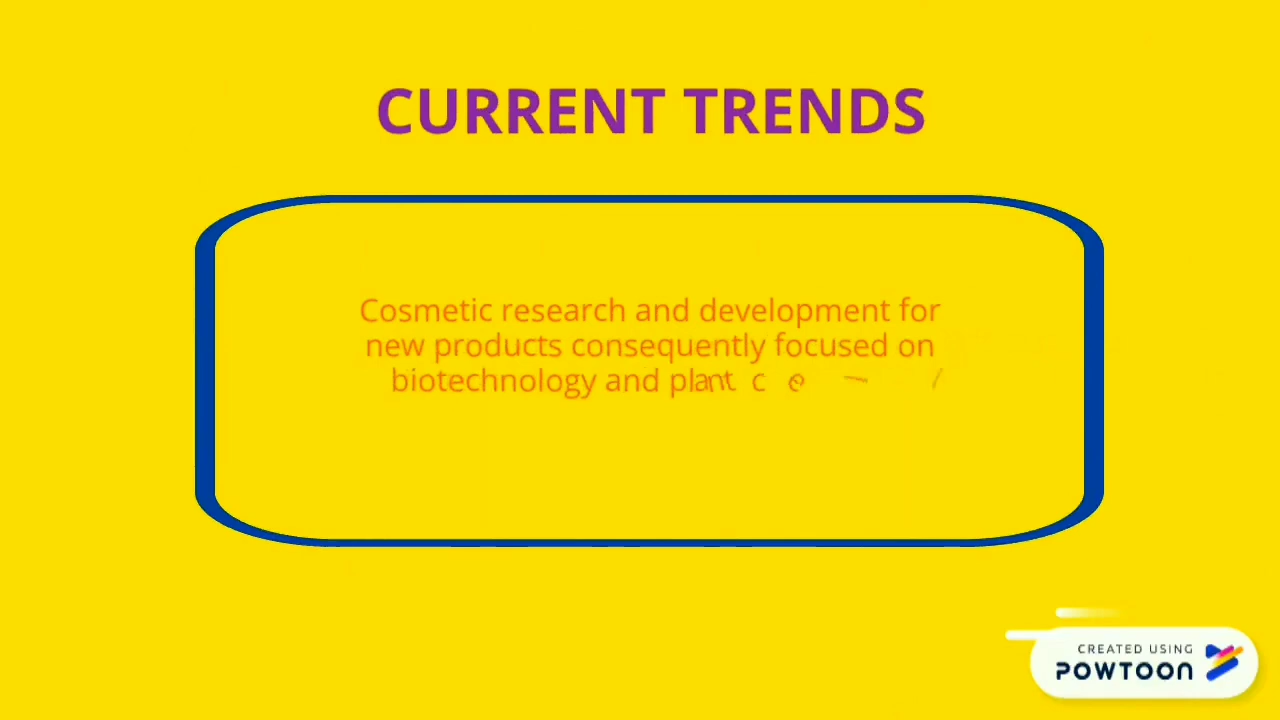 CURRENT TRENDS
Cosmetic research and development for
new products consequently focused on
biotechnology and plant
CREATED USING
POWTOON